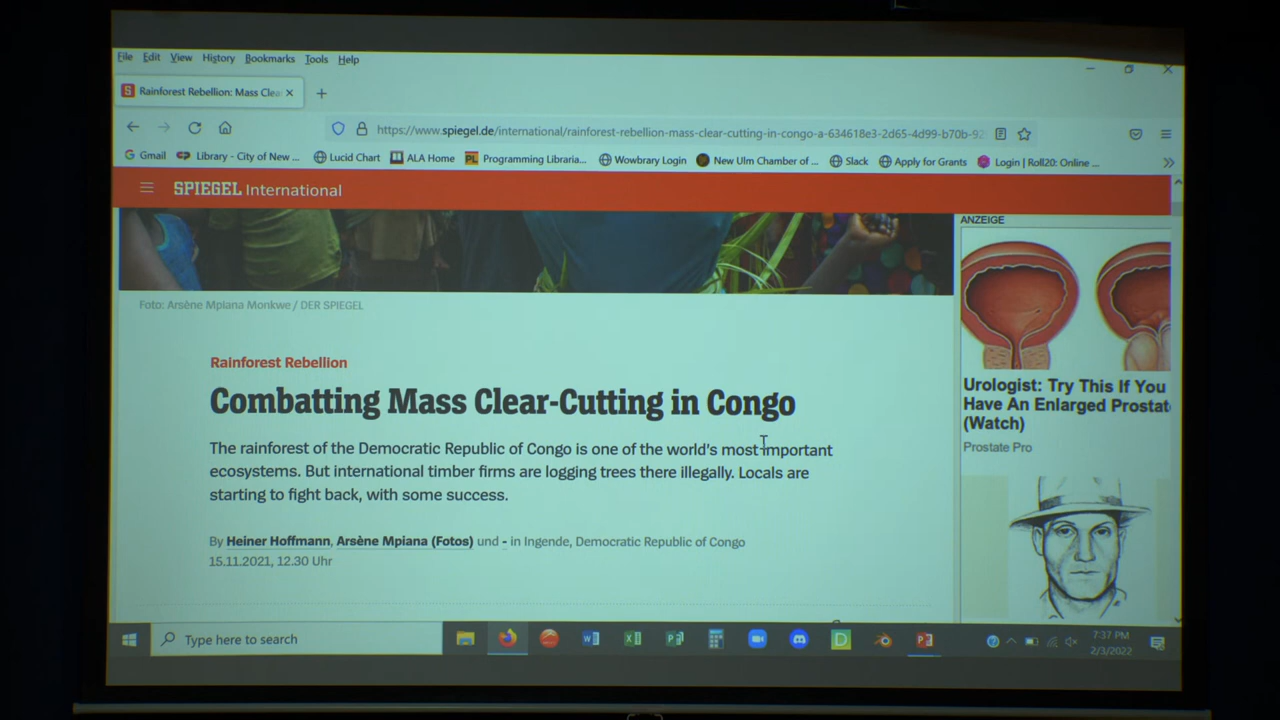 File Edit View History Bookmarks Tools Help
Rainforest Rebellion: Mass Clea
https://www.spiegel.de/international/rainforest-rebellion-mass-clear-cutting-in-congo-a-634618e3-2d65-4d99-b70b-92
Gmail Library - City of New ... Lucid Chart ALA Home Programming Libraria... Wowbrary Login New Ulm Chamber of ... Slack Apply for Grants Login | Roll20: Online ...
SPIEGEL International
ANZEIGE
Foto: Arsène Mpiana Monkwe / DER SPIEGEL
Rainforest Rebellion
Combatting Mass Clear-Cutting in Congo
The rainforest of the Democratic Republic of Congo is one of the world's most important
ecosystems. But international timber firms are logging trees there illegally. Locals are
starting to fight back, with some success.
By Heiner Hoffmann, Arsène Mpiana (Fotos) und - in Ingende, Democratic Republic of Congo
15.11.2021, 12.30 Uhr
Urologist: Try This If You
Have An Enlarged Prostat
(Watch)
Prostate Pro
Type here to search
7:37 PM
2/3/2022